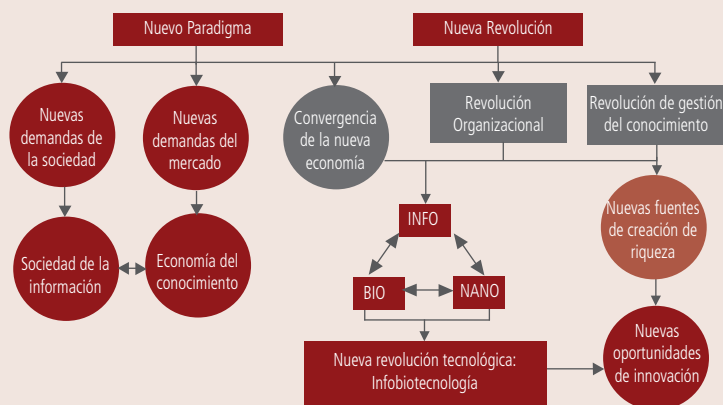 Nuevo Paradigma
Nueva Revolución
Nuevas
demandas de
la sociedad
Nuevas
demandas del
mercado
Convergencia
de la nueva
economía
Revolución
Organizacional
Revolución de gestión
del conocimiento
Sociedad de la
información
Economía del
conocimiento
INFO
BIO
NANO
Nuevas fuentes
de creación de
riqueza
Nueva revolución tecnológica:
Infobiotecnología
Nuevas
oportunidades
de innovación